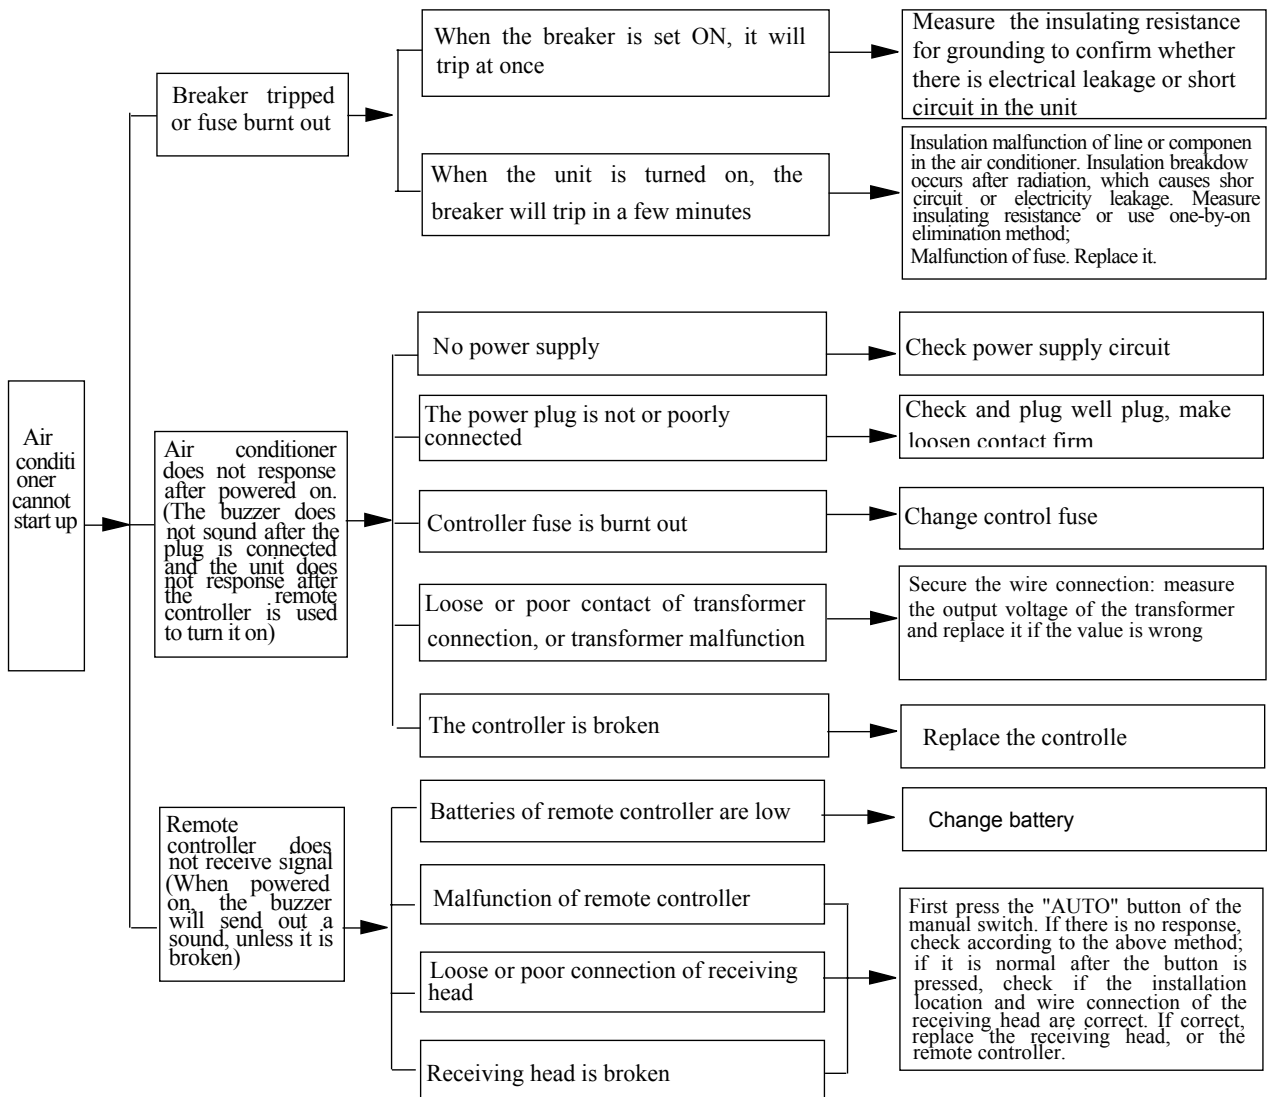 Air
conditi
oner
cannot
start up
Breaker tripped
or fuse burnt out
When the breaker is set ON, it will
trip at once
Measure the insulating resistance
for grounding to confirm whether
there is electrical leakage or short
circuit in the unit
When the unit is turned on, the
breaker will trip in a few minutes
Insulation malfunction of line or componen
in the air conditioner. Insulation breakdow
occurs after radiation, which causes shor
circuit or electricity leakage. Measure
insulating resistance or use one-by-on
elimination method;
Malfunction of fuse. Replace it.
Air conditioner
does not response
after powered on.
(The buzzer does
not sound after the
plug is connected
and the unit does
not response after
the remote
controller is used
to turn it on)
No power supply
Check power supply circuit
The power plug is not or poorly
connected
Check and plug well plug, make
loosen contact firm
Controller fuse is burnt out
Change control fuse
Loose or poor contact of transformer
connection, or transformer malfunction
Secure the wire connection: measure
the output voltage of the transformer
and replace it if the value is wrong
The controller is broken
Replace the controlle
Remote
controller does
not receive signal
(When powered
on, the buzzer
will send out a
sound, unless it is
broken)
Batteries of remote controller are low
Change battery
Malfunction of remote controller
Loose or poor connection of receiving
head
Receiving head is broken
First press the "AUTO" button of the
manual switch. If there is no response,
check according to the above method;
if it is normal after the button is
pressed, check if the installation
location and wire connection of the
receiving head are correct. If correct,
replace the receiving head, or the
remote controller.